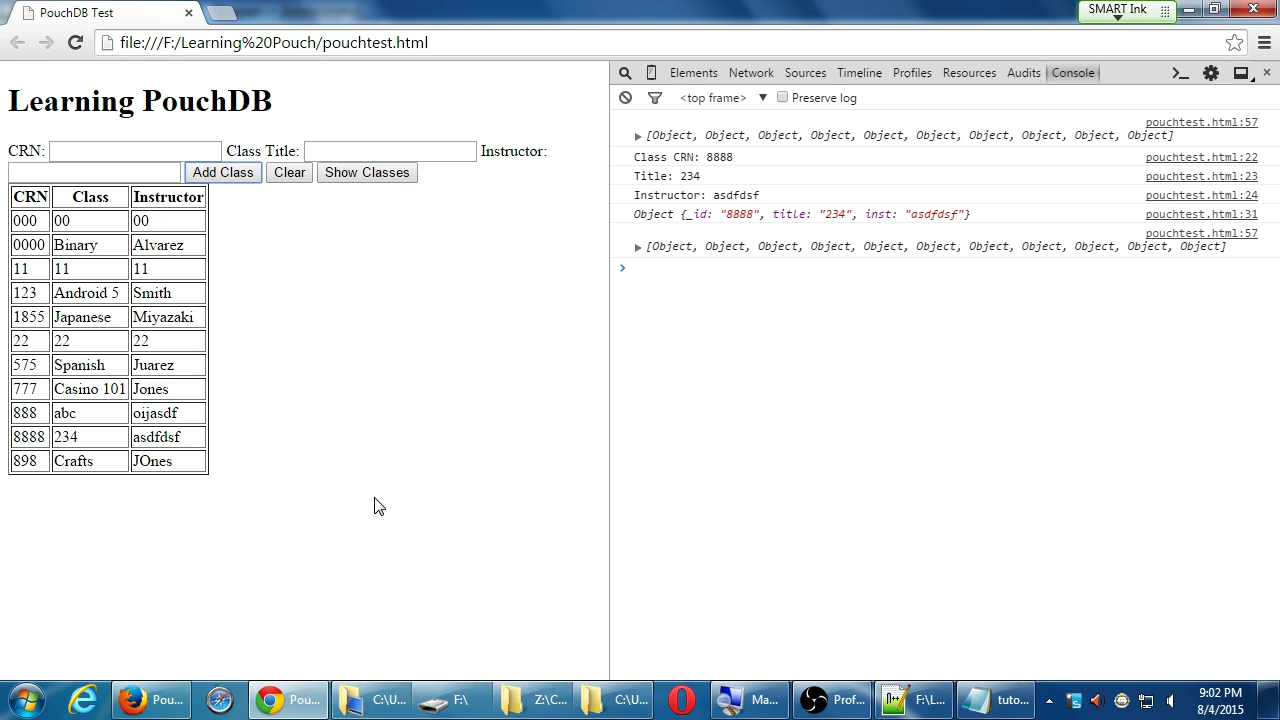 PouchDB Test
SMART Ink
file:///F:/Learning%20Pouch/pouchtest.html
Learning PouchDB
CRN: Class Title: Instructor:
Add Class Clear Show Classes
CRN Class Instructor
000 00 00
0000 Binary Alvarez
11 11 11
123 Android 5 Smith
1855 Japanese Miyazaki
22 22 22
575 Spanish Juarez
777 Casino 101 Jones
888 abc oijasdf
8888 234 asdfdsf
898 Crafts JOnes
Elements Network Sources Timeline Profiles Resources Audits Console
<top frame> Preserve log
pouchtest.html:57
[Object, Object, Object, Object, Object, Object, Object, Object, Object, Object]
Class CRN: 8888 pouchtest.html:22
Title: 234 pouchtest.html:23
Instructor: asdfdsf pouchtest.html:24
Object {_id: "8888", title: "234", inst: "asdfdsf"} pouchtest.html:31
pouchtest.html:57
[Object, Object, Object, Object, Object, Object, Object, Object, Object, Object, Object]
Pou... Pou... C:\U... F:\ Z:\C... C:\U... Ma... Prof... F:\L... tuto... 9:02 PM
8/4/2015